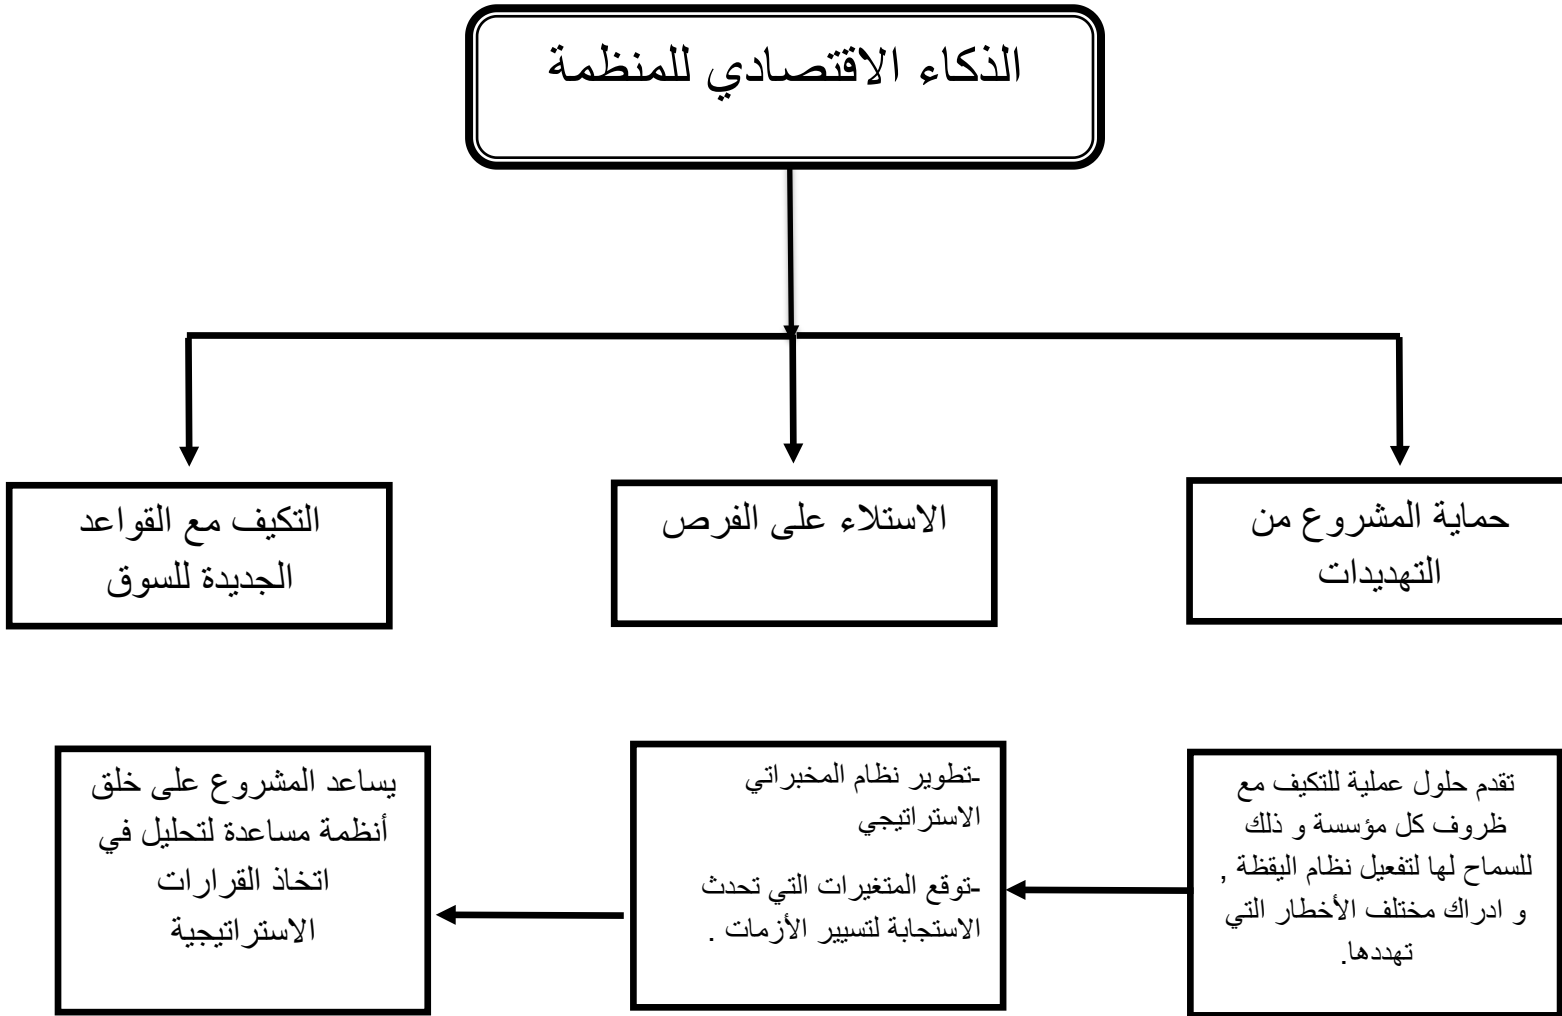 الذكاء الاقتصادي للمنظمة
حماية المشروع من
التهديدات
الاستلاء على الفرص
التكيف مع القواعد
الجديدة للسوق
تقدم حلول عملية للتكيف مع
ظروف كل مؤسسة و ذلك
للسماح لها لتفعيل نظام اليقظة ,
و ادراك مختلف الأخطار التي
تهددها.
-تطوير نظام المخبراتي
الاستراتيجي
-توقع المتغيرات التي تحدث
الاستجابة لتسيير الأزمات .
يساعد المشروع على خلق
أنظمة مساعدة لتحليل في
اتخاذ القرارات
الاستراتيجية